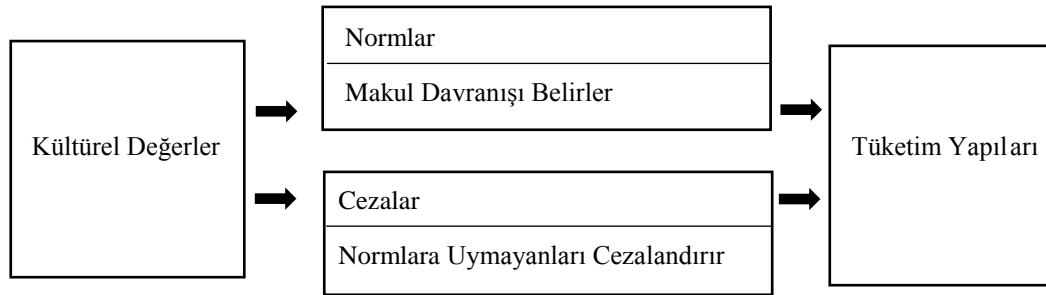 Kültürel Değerler
Normlar
Makul Davranışı Belirler
Cezalar
Normlara Uymayanları Cezalandırır
Tüketim Yapıları